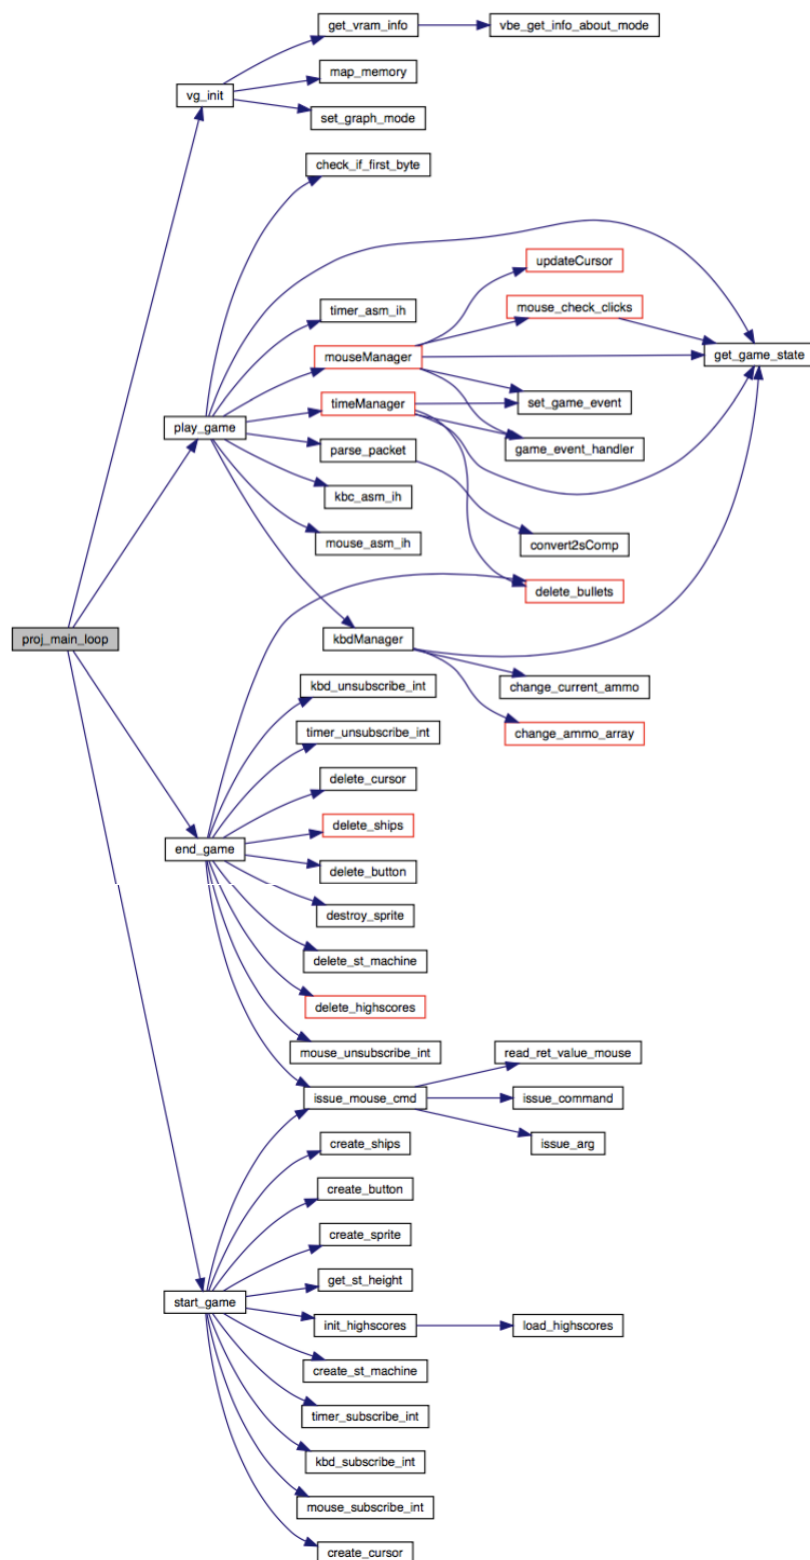 get_vram_info
vbe_get_info_about_mode
map_memory
vg_init
set_graph_mode
check_if_first_byte
updateCursor
timer_asm_ih
mouse_check_clicks
mouseManager
get_game_state
timeManager
set_game_event
play_game
parse_packet
game_event_handler
kbc_asm_ih
mouse_asm_ih
convert2sComp
delete_bullets
proj_main_loop
kbdManager
kbd_unsubscribe_int
change_current_ammo
timer_unsubscribe_int
change_ammo_array
delete_cursor
delete_ships
end_game
delete_button
destroy_sprite
delete_st_machine
delete_highscores
mouse_unsubscribe_int
read_ret_value_mouse
issue_mouse_cmd
issue_command
create_ships
issue_arg
create_button
create_sprite
get_st_height
start_game
init_highscores
load_highscores
create_st_machine
timer_subscribe_int
kbd_subscribe_int
mouse_subscribe_int
create_cursor